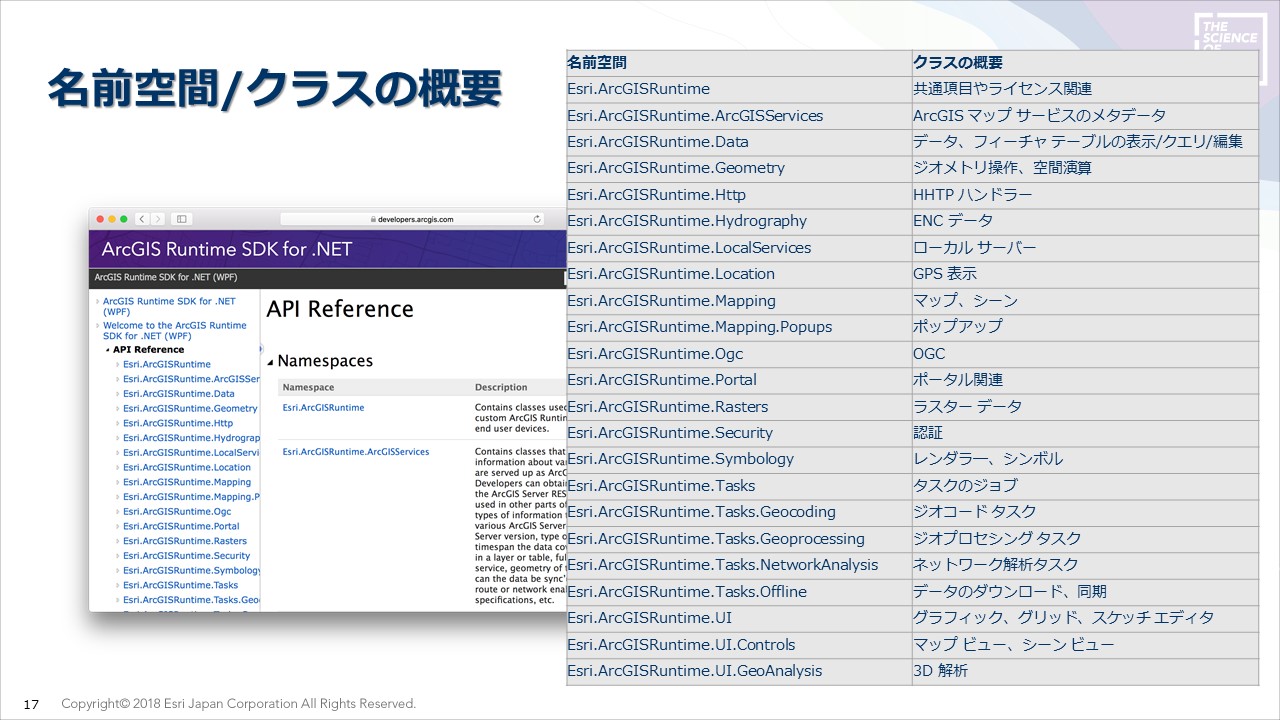 THE
SCIENCE
OF
名前空間/クラスの概要
名前空間 クラスの概要
Esri.ArcGISRuntime 共通項目やライセンス関連
Esri.ArcGISRuntime.ArcGISServices ArcGIS マップ サービスのメタデータ
Esri.ArcGISRuntime.Data データ、フィーチャ テーブルの表示/クエリ/編集
Esri.ArcGISRuntime.Geometry ジオメトリ操作、空間演算
Esri.ArcGISRuntime.Http HHTP ハンドラー
Esri.ArcGISRuntime.Hydrography ENC データ
Esri.ArcGISRuntime.LocalServices ローカル サーバー
Esri.ArcGISRuntime.Location GPS 表示
Esri.ArcGISRuntime.Mapping マップ、シーン
Esri.ArcGISRuntime.Mapping.Popups ポップアップ
Esri.ArcGISRuntime.Ogc OGC
Esri.ArcGISRuntime.Portal ポータル関連
Esri.ArcGISRuntime.Rasters ラスター データ
Esri.ArcGISRuntime.Security 認証
Esri.ArcGISRuntime.Symbology レンダラー、シンボル
Esri.ArcGISRuntime.Tasks タスクのジョブ
Esri.ArcGISRuntime.Tasks.Geocoding ジオコード タスク
Esri.ArcGISRuntime.Tasks.Geoprocessing ジオプロセシング タスク
Esri.ArcGISRuntime.Tasks.NetworkAnalysis ネットワーク解析タスク
Esri.ArcGISRuntime.Tasks.Offline データのダウンロード、同期
Esri.ArcGISRuntime.UI グラフィック、グリッド、スケッチ エディタ
Esri.ArcGISRuntime.UI.Controls マップ ビュー、シーン ビュー
Esri.ArcGISRuntime.UI.GeoAnalysis 3D 解析
developers.arcgis.com
ArcGIS Runtime SDK for .NET
ArcGIS Runtime SDK for .NET (WPF)
ArcGIS Runtime SDK for .NET
(WPF)
Welcome to the ArcGIS Runtime
SDK for .NET (WPF)
API Reference
Esri.ArcGISRuntime
Esri.ArcGISRuntime.ArcGISSer
Esri.ArcGISRuntime.Data
Esri.ArcGISRuntime.Geometry
Esri.ArcGISRuntime.Http
Esri.ArcGISRuntime.Hydrograp
Esri.ArcGISRuntime.LocalServi
Esri.ArcGISRuntime.Location
Esri.ArcGISRuntime.Mapping
Esri.ArcGISRuntime.Mapping.P
Esri.ArcGISRuntime.Ogc
Esri.ArcGISRuntime.Portal
Esri.ArcGISRuntime.Rasters
Esri.ArcGISRuntime.Security
Esri.ArcGISRuntime.Symbology
Esri.ArcGISRuntime.Tasks
Esri.ArcGISRuntime.Tasks.Geo
API Reference
Namespaces
Namespace Description
Esri.ArcGISRuntime Contains classes used
custom ArcGIS Runtim
end user devices.
Esri.ArcGISRuntime.ArcGISServices Contains classes that
information about var
are served up as ArcG
Developers can obtain
the ArcGIS Server RES
used in other parts of
types of information t
various ArcGIS Server
Server version, type o
timespan the data cov
in a layer or table, ful
service, geometry of
can the data be sync'
route or network enal
specifications, etc.
17 Copyright© 2018 Esri Japan Corporation All Rights Reserved.